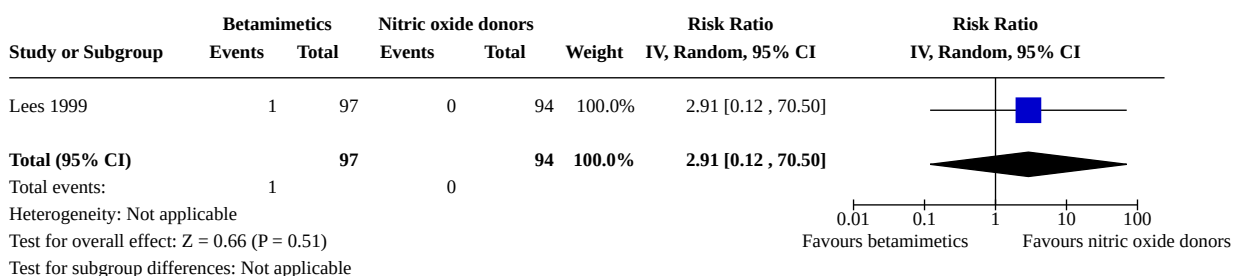 Betamimetics Nitric oxide donors Risk Ratio Risk Ratio
Study or Subgroup Events Total Events Total Weight IV, Random, 95% CI IV, Random, 95% CI
Lees 1999 1 97 0 94 100.0% 2.91 [0.12 , 70.50]
Total (95% CI) 97 94 100.0% 2.91 [0.12 , 70.50]
Total events: 1 0
Heterogeneity: Not applicable
0.01 0.1 1 10 100
Test for overall effect: Z = 0.66 (P = 0.51) Favours betamimetics Favours nitric oxide donors
Test for subgroup differences: Not applicable